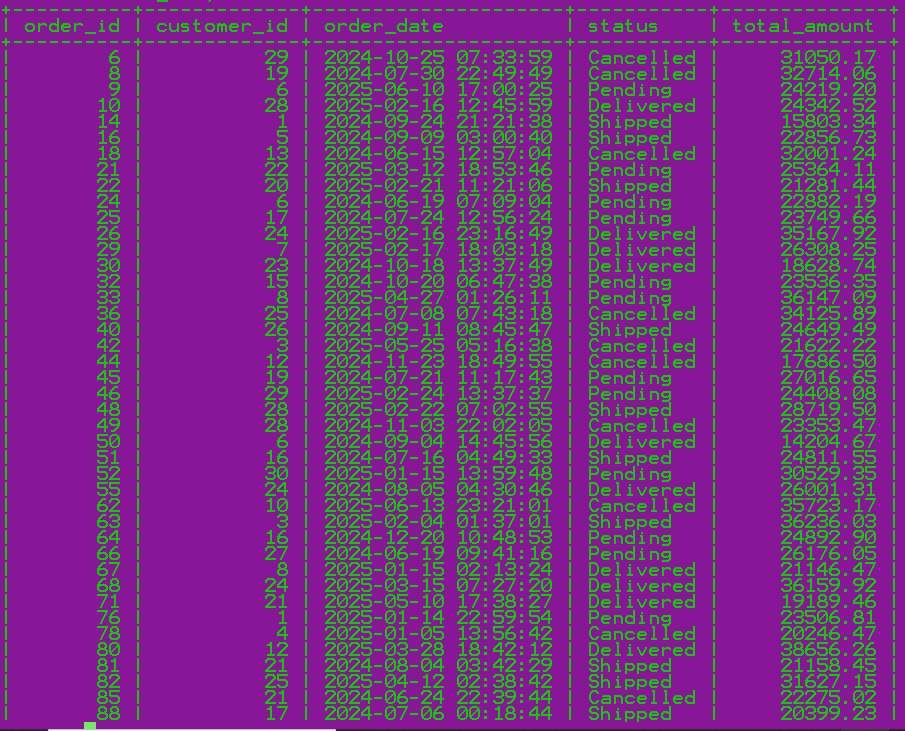 | order_id | customer_id | order_date | status | total_amount |
| 6 | 29 | 2024-10-25 07:33:59 | Cancelled | 31050.17 |
| 8 | 19 | 2024-07-30 22:49:49 | Cancelled | 32714.06 |
| 9 | 6 | 2025-06-10 17:00:25 | Pending | 24219.20 |
| 10 | 28 | 2025-02-16 12:45:59 | Delivered | 24342.52 |
| 14 | 1 | 2024-09-24 21:21:38 | Shipped | 15803.34 |
| 16 | 5 | 2024-09-09 03:00:40 | Shipped | 22856.73 |
| 18 | 13 | 2024-06-15 12:57:04 | Cancelled | 32001.24 |
| 21 | 22 | 2025-03-12 18:53:46 | Pending | 25364.11 |
| 22 | 20 | 2025-02-21 11:21:06 | Shipped | 21281.44 |
| 24 | 6 | 2024-06-19 07:09:04 | Pending | 22882.19 |
| 25 | 17 | 2024-07-24 12:56:24 | Pending | 23749.66 |
| 26 | 24 | 2025-02-16 23:16:49 | Delivered | 35167.92 |
| 29 | 7 | 2025-02-17 18:03:18 | Delivered | 26308.25 |
| 30 | 23 | 2024-10-18 13:37:49 | Delivered | 18628.74 |
| 32 | 15 | 2024-10-20 06:47:38 | Pending | 23536.35 |
| 33 | 8 | 2025-04-27 01:26:11 | Pending | 36147.09 |
| 36 | 25 | 2024-07-08 07:43:18 | Cancelled | 34125.89 |
| 40 | 26 | 2024-09-11 08:45:47 | Shipped | 24649.49 |
| 42 | 3 | 2025-05-25 05:16:38 | Cancelled | 21622.22 |
| 44 | 12 | 2024-11-23 18:49:55 | Cancelled | 17686.50 |
| 45 | 19 | 2024-07-21 11:17:43 | Pending | 27016.65 |
| 46 | 29 | 2025-02-24 13:37:37 | Pending | 24408.08 |
| 48 | 28 | 2025-02-22 07:02:55 | Shipped | 28719.50 |
| 49 | 28 | 2024-11-03 22:02:05 | Cancelled | 23353.47 |
| 50 | 6 | 2024-09-04 14:45:56 | Delivered | 14204.67 |
| 51 | 16 | 2024-07-16 04:49:33 | Shipped | 24811.55 |
| 52 | 30 | 2025-01-15 13:59:48 | Pending | 30529.35 |
| 55 | 24 | 2024-08-05 04:30:46 | Delivered | 26001.31 |
| 62 | 10 | 2025-06-13 23:21:01 | Cancelled | 35723.17 |
| 63 | 3 | 2025-02-04 01:37:01 | Shipped | 36236.03 |
| 64 | 16 | 2024-12-20 10:48:53 | Pending | 24892.90 |
| 66 | 27 | 2024-06-19 09:41:16 | Pending | 26176.05 |
| 67 | 8 | 2025-01-15 02:13:24 | Delivered | 21146.47 |
| 68 | 24 | 2025-03-15 07:27:20 | Delivered | 36159.92 |
| 71 | 21 | 2025-05-10 17:38:27 | Delivered | 19189.46 |
| 76 | 1 | 2025-01-14 22:59:54 | Pending | 23506.81 |
| 78 | 4 | 2025-01-05 13:56:42 | Cancelled | 20246.47 |
| 80 | 12 | 2025-03-28 18:42:12 | Delivered | 38656.26 |
| 81 | 21 | 2024-08-04 03:42:29 | Shipped | 21158.45 |
| 82 | 25 | 2025-04-12 02:38:42 | Shipped | 31627.15 |
| 85 | 21 | 2024-06-24 22:39:44 | Cancelled | 22275.02 |
| 88 | 17 | 2024-07-06 00:18:44 | Shipped | 20399.23 |